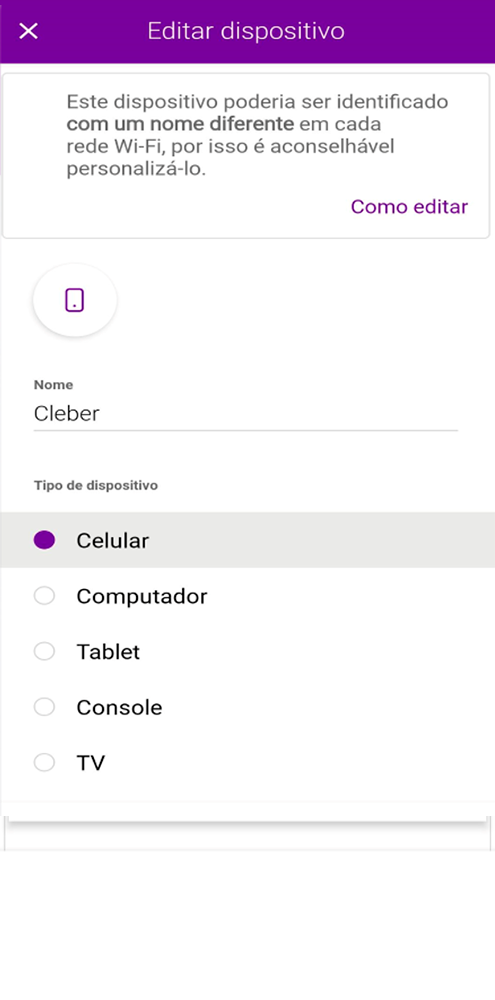 Editar dispositivo
Este dispositivo poderia ser identificado
com um nome diferente em cada
rede Wi-Fi, por isso é aconselhável
personalizá-lo.
Como editar
Nome
Cleber
Tipo de dispositivo
Celular
Computador
Tablet
Console
TV